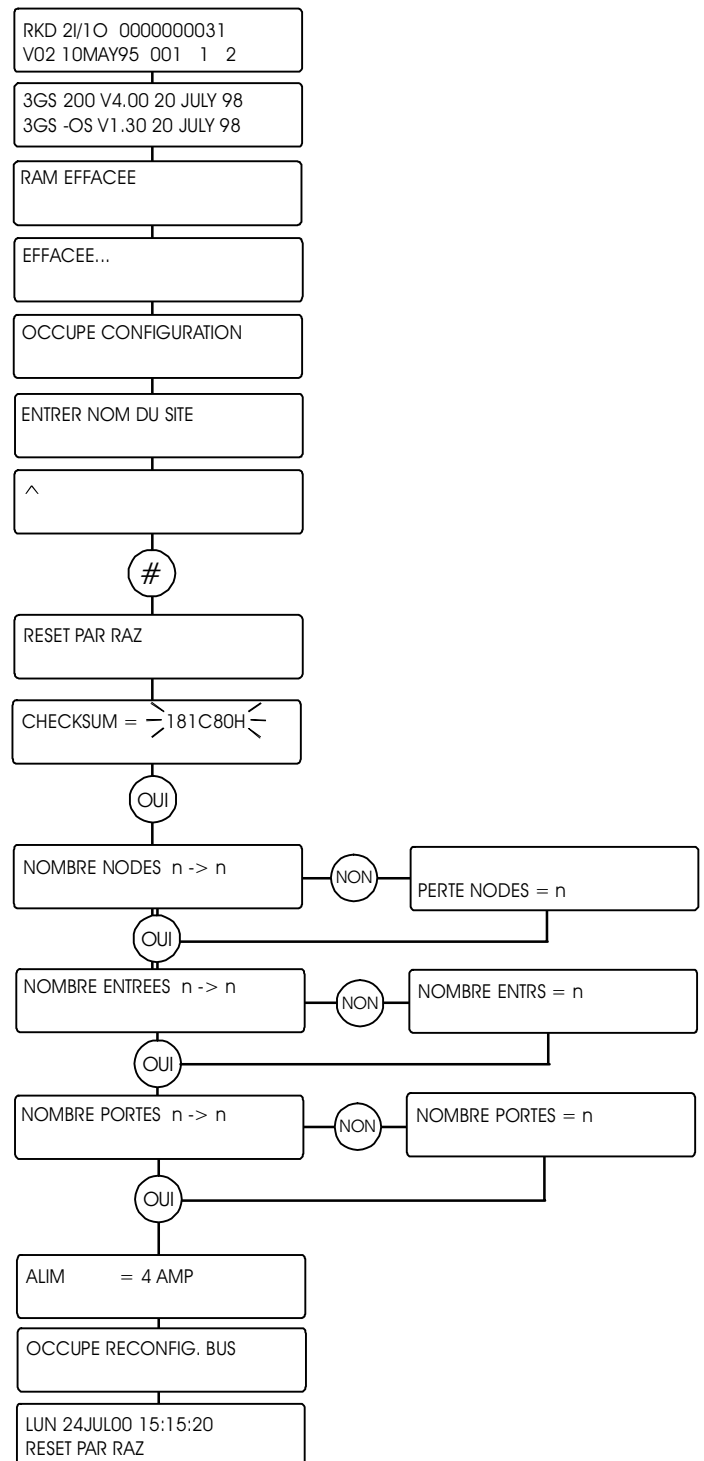 RKD 2I/1O 0000000031
V02 10MAY95 001 1 2
3GS 200 V4.00 20 JULY 98
3GS -OS V1.30 20 JULY 98
RAM EFFACEE
EFFACEE...
OCCUPE CONFIGURATION
ENTRER NOM DU SITE
^
#
RESET PAR RAZ
CHECKSUM = 181C80H
OUI
NOMBRE NODES n -> n
NON
PERTE NODES = n
OUI
NOMBRE ENTREES n -> n
NON
NOMBRE ENTRS = n
OUI
NOMBRE PORTES n -> n
NON
NOMBRE PORTES = n
OUI
ALIM = 4 AMP
OCCUPE RECONFIG. BUS
LUN 24JUL00 15:15:20
RESET PAR RAZ